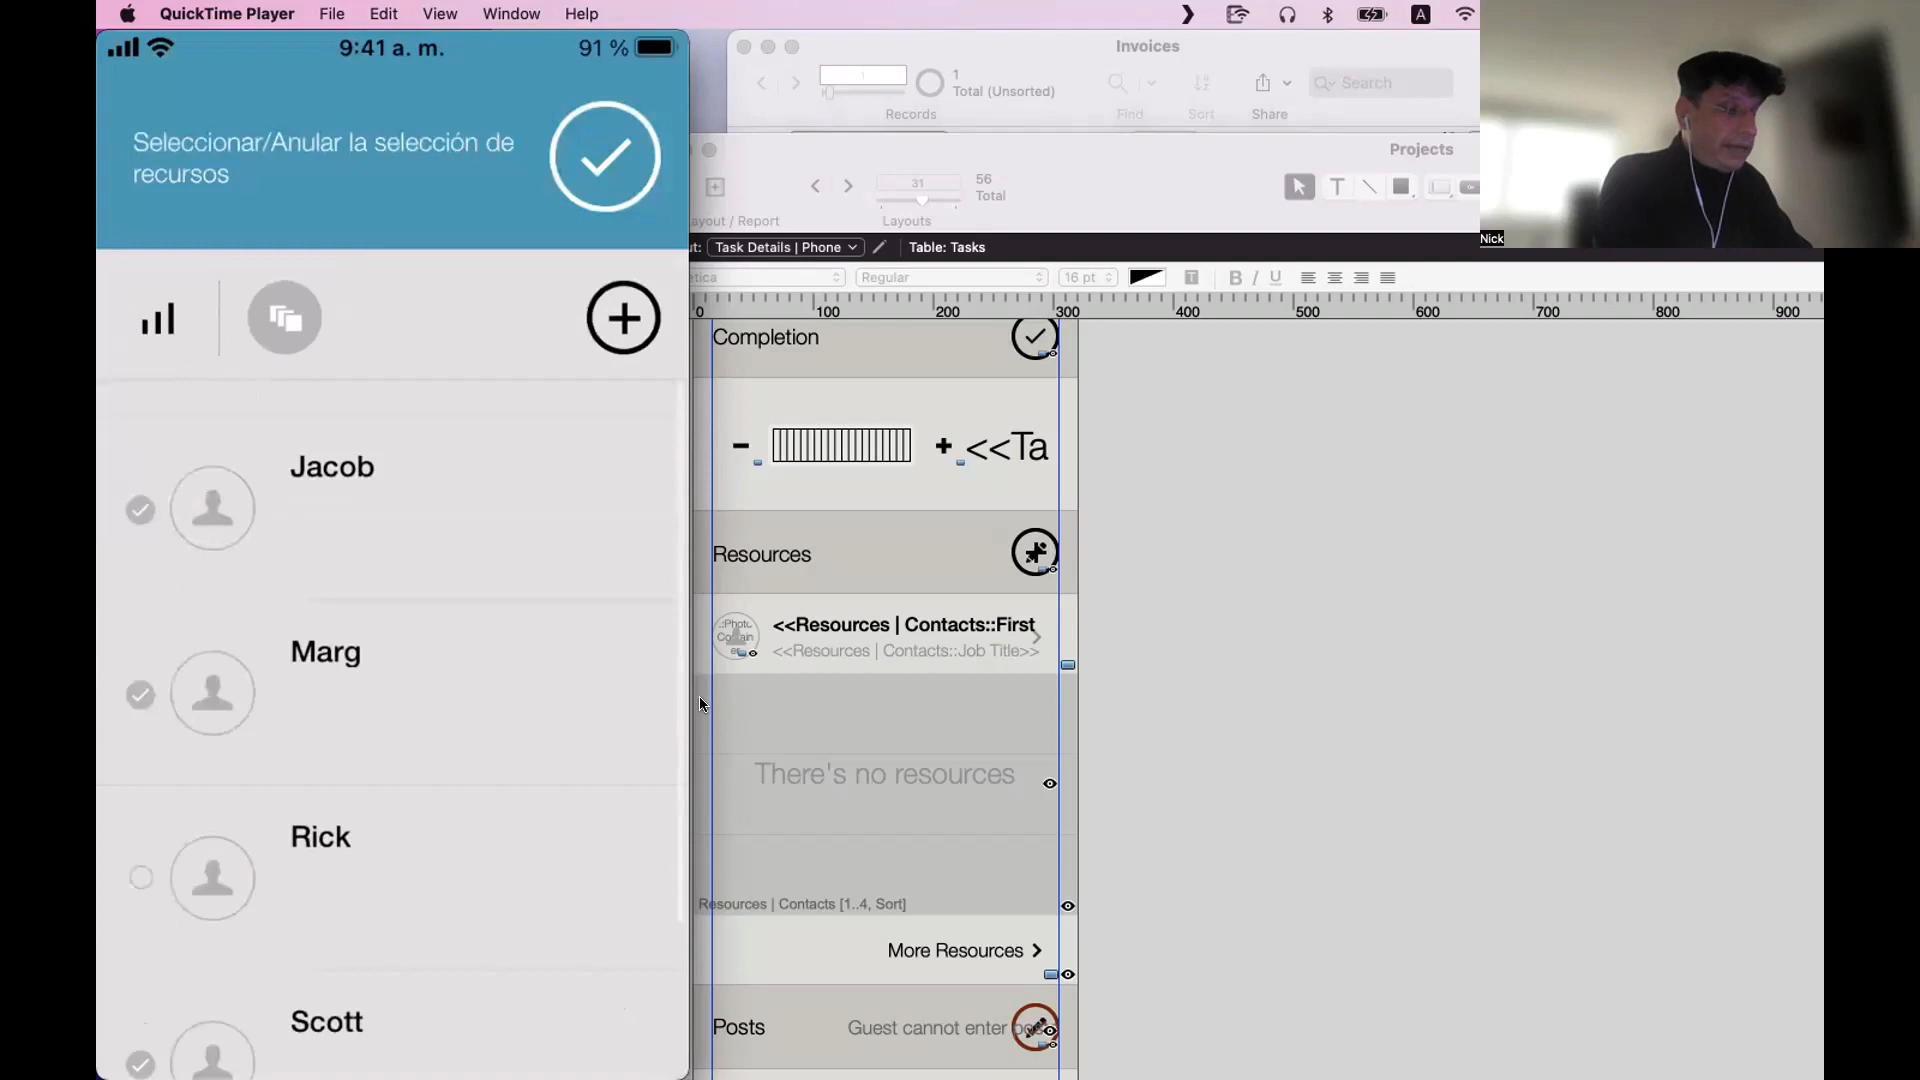 QuickTime Player File Edit View Window Help
A
9:41 a. m.
91 %
Seleccionar/Anular la selección de
recursos
Jacob
Marg
Rick
Scott
Invoices
1
Total (Unsorted)
Search
Records
Find
Sort
Share
Projects
31
56
Total
ayout / Report
Layouts
T
Task Details | Phone
Table: Tasks
Regular
16 pt
B I U
0 100 200 300 400 500 600 700 800 900
Completion
- + <<Ta
Resources
<<Resources | Contacts::First
<<Resources | Contacts::Job Title>>
There's no resources
Resources | Contacts [1..4, Sort]
More Resources
Posts
Guest cannot enter
Nick